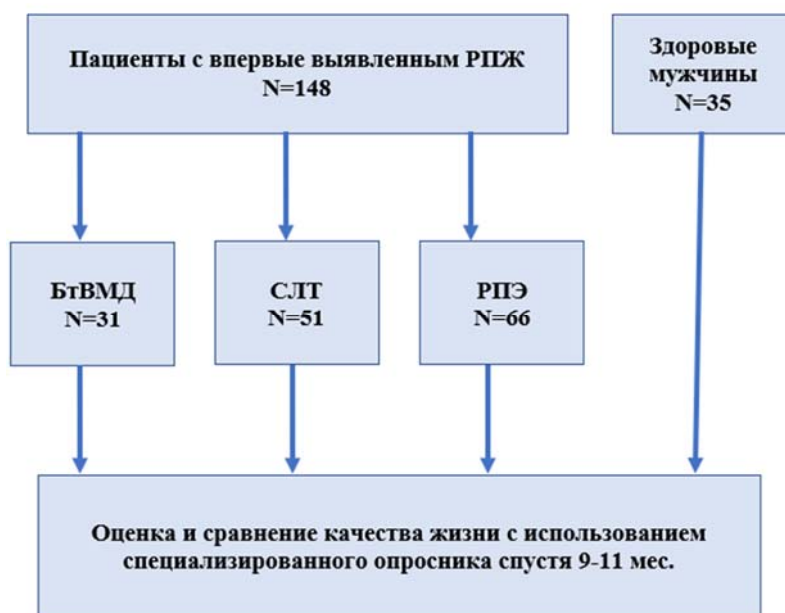 Пациенты с впервые выявленным РПЖ
N=148
Здоровые
мужчины
N=35
БтВМД
N=31
СЛТ
N=51
РПЭ
N=66
Оценка и сравнение качества жизни с использованием
специализированного опросника спустя 9-11 мес.